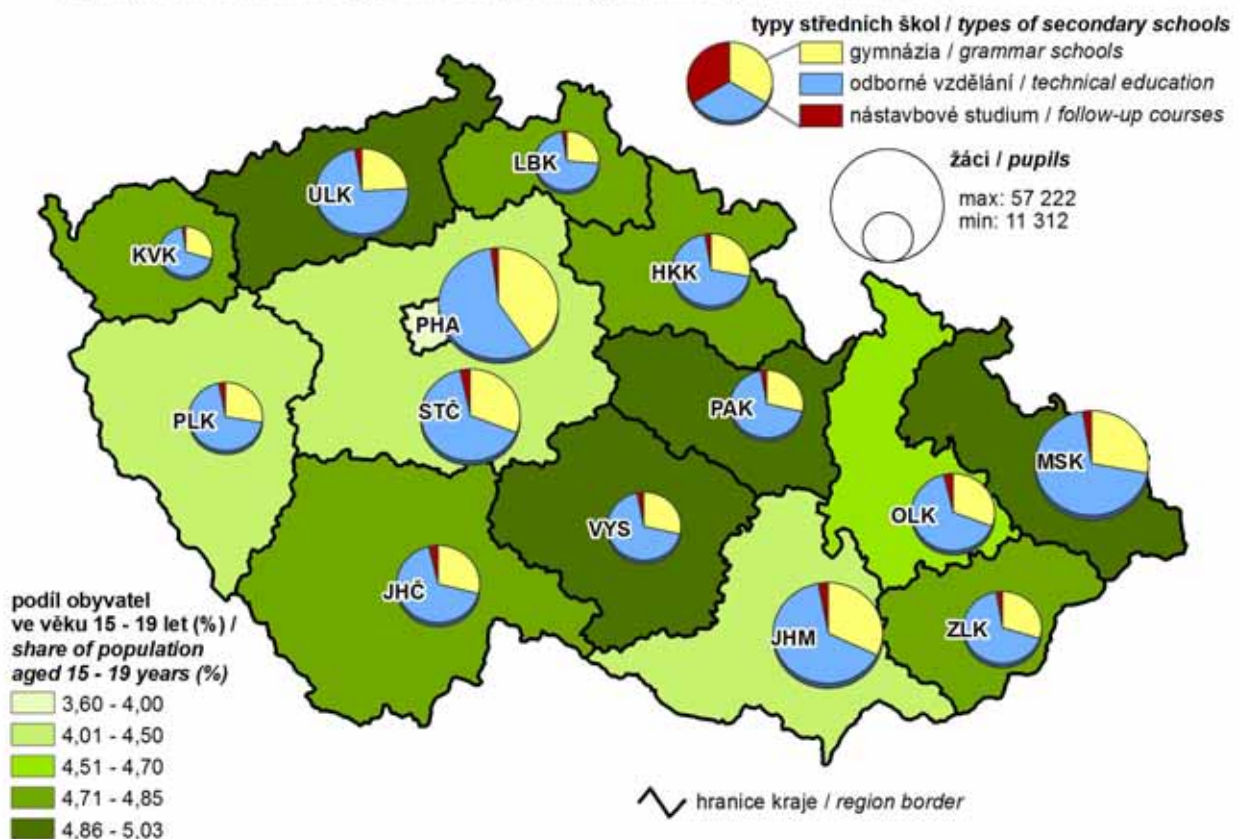 typy středních škol / types of secondary schools
gymnázia / grammar schools
odborné vzdělání / technical education
nástavbové studium / follow-up courses
žáci / pupils
max: 57 222
min: 11 312
ULK
LBK
KVK
HKK
PHA
PLK
STČ
PAK
MSK
OLK
VYS
JHČ
JHM
ZLK
podíl obyvatel
ve věku 15 - 19 let (%) /
share of population
aged 15 - 19 years (%)
3,60 - 4,00
4,01 - 4,50
4,51 - 4,70
4,71 - 4,85
4,86 - 5,03
hranice kraje / region border